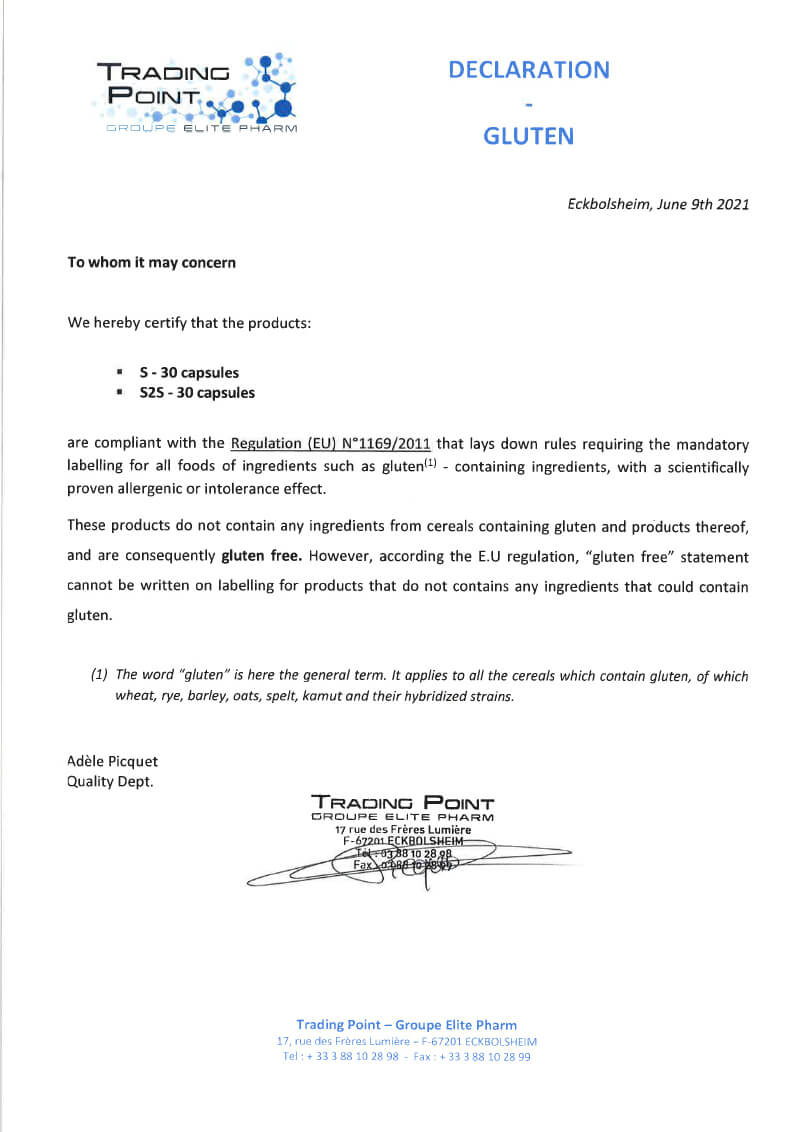 TRADING
POINT
GROUPE ELITE PHARM
DECLARATION
-
GLUTEN
Eckbolsheim, June 9th 2021
To whom it may concern
We hereby certify that the products:
▪ S - 30 capsules
▪ S2S - 30 capsules
are compliant with the Regulation (EU) N°1169/2011 that lays down rules requiring the mandatory
labelling for all foods of ingredients such as gluten(1) - containing ingredients, with a scientifically
proven allergenic or intolerance effect.
These products do not contain any ingredients from cereals containing gluten and products thereof,
and are consequently gluten free. However, according the E.U regulation, “gluten free” statement
cannot be written on labelling for products that do not contains any ingredients that could contain
gluten.
(1) The word “gluten” is here the general term. It applies to all the cereals which contain gluten, of which
wheat, rye, barley, oats, spelt, kamut and their hybridized strains.
Adèle Picquet
Quality Dept.
TRADING POINT
GROUPE ELITE PHARM
17 rue des Frères Lumière
F-67201 ECKBOLSHEIM
Tél : 03 88 10 28 98
Fax
Trading Point – Groupe Elite Pharm
17, rue des Frères Lumière – F-67201 ECKBOLSHEIM
Tel : + 33 3 88 10 28 98 - Fax : + 33 3 88 10 28 99